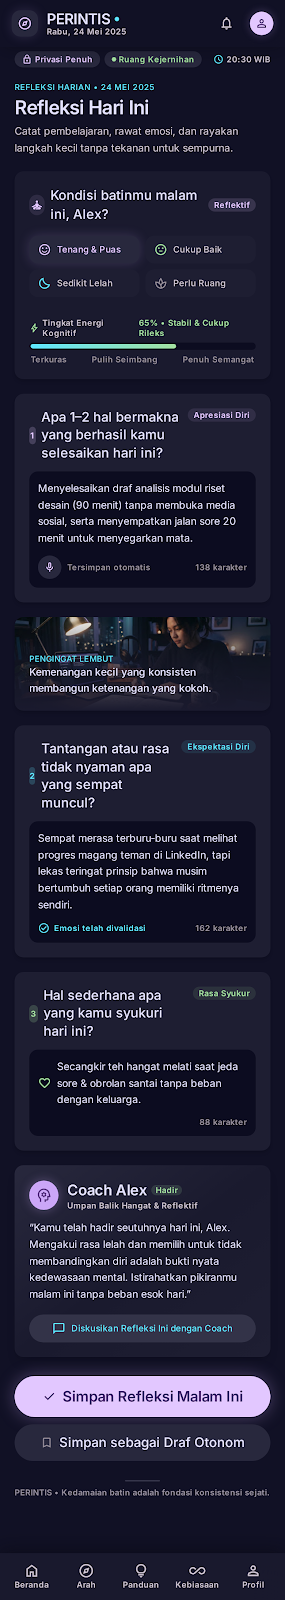 PERINTIS
Rabu, 24 Mei 2025
Privasi Penuh
Ruang Kejernihan
20:30 WIB
REFLEKSI HARIAN • 24 MEI 2025
Refleksi Hari Ini
Catat pembelajaran, rawat emosi, dan rayakan
langkah kecil tanpa tekanan untuk sempurna.
Kondisi batinmu malam
ini, Alex?
Reflektif
Tenang & Puas
Cukup Baik
Sedikit Lelah
Perlu Ruang
Tingkat Energi
Kognitif
65% • Stabil & Cukup
Rileks
Terkuras
Pulih Seimbang
Penuh Semangat
1
Apa 1–2 hal bermakna
yang berhasil kamu
selesaikan hari ini?
Apresiasi Diri
Menyelesaikan draf analisis modul riset
desain (90 menit) tanpa membuka media
sosial, serta menyempatkan jalan sore 20
menit untuk menyegarkan mata.
Tersimpan otomatis
138 karakter
PENGINGAT LEMBUT
Kemenangan kecil yang konsisten
membangun ketenangan yang kokoh.
2
Tantangan atau rasa
tidak nyaman apa
yang sempat
muncul?
Ekspektasi Diri
Sempat merasa terburu-buru saat melihat
progres magang teman di LinkedIn, tapi
lekas teringat prinsip bahwa musim
bertumbuh setiap orang memiliki ritmenya
sendiri.
Emosi telah divalidasi
162 karakter
3
Hal sederhana apa
yang kamu syukuri
hari ini?
Rasa Syukur
Secangkir teh hangat melati saat jeda
sore & obrolan santai tanpa beban
dengan keluarga.
88 karakter
Coach Alex
Hadir
Umpan Balik Hangat & Reflektif
"Kamu telah hadir seutuhnya hari ini, Alex.
Mengakui rasa lelah dan memilih untuk tidak
membandingkan diri adalah bukti nyata
kedewasaan mental. Istirahatkan pikiranmu
malam ini tanpa beban esok hari."
Diskusikan Refleksi Ini dengan Coach
Simpan Refleksi Malam Ini
Simpan sebagai Draf Otonom
PERINTIS • Kedamaian batin adalah fondasi konsistensi sejati.
Beranda
Arah
Panduan
Kebiasaan
Profil